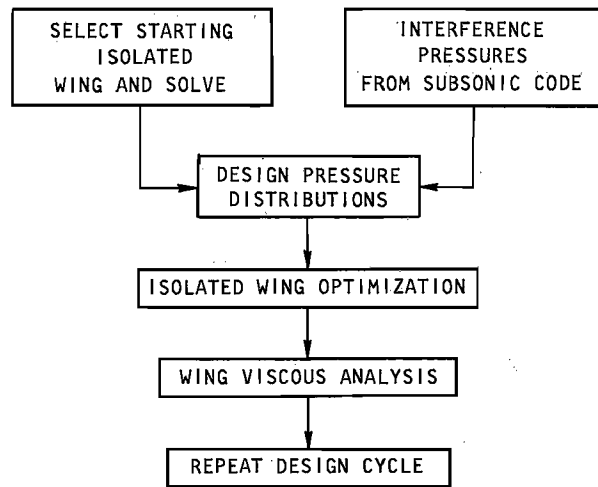 SELECT STARTING
ISOLATED
WING AND SOLVE
INTERFERENCE
PRESSURES
FROM SUBSONIC CODE
DESIGN PRESSURE
DISTRIBUTIONS
ISOLATED WING OPTIMIZATION
WING VISCOUS ANALYSIS
REPEAT DESIGN CYCLE